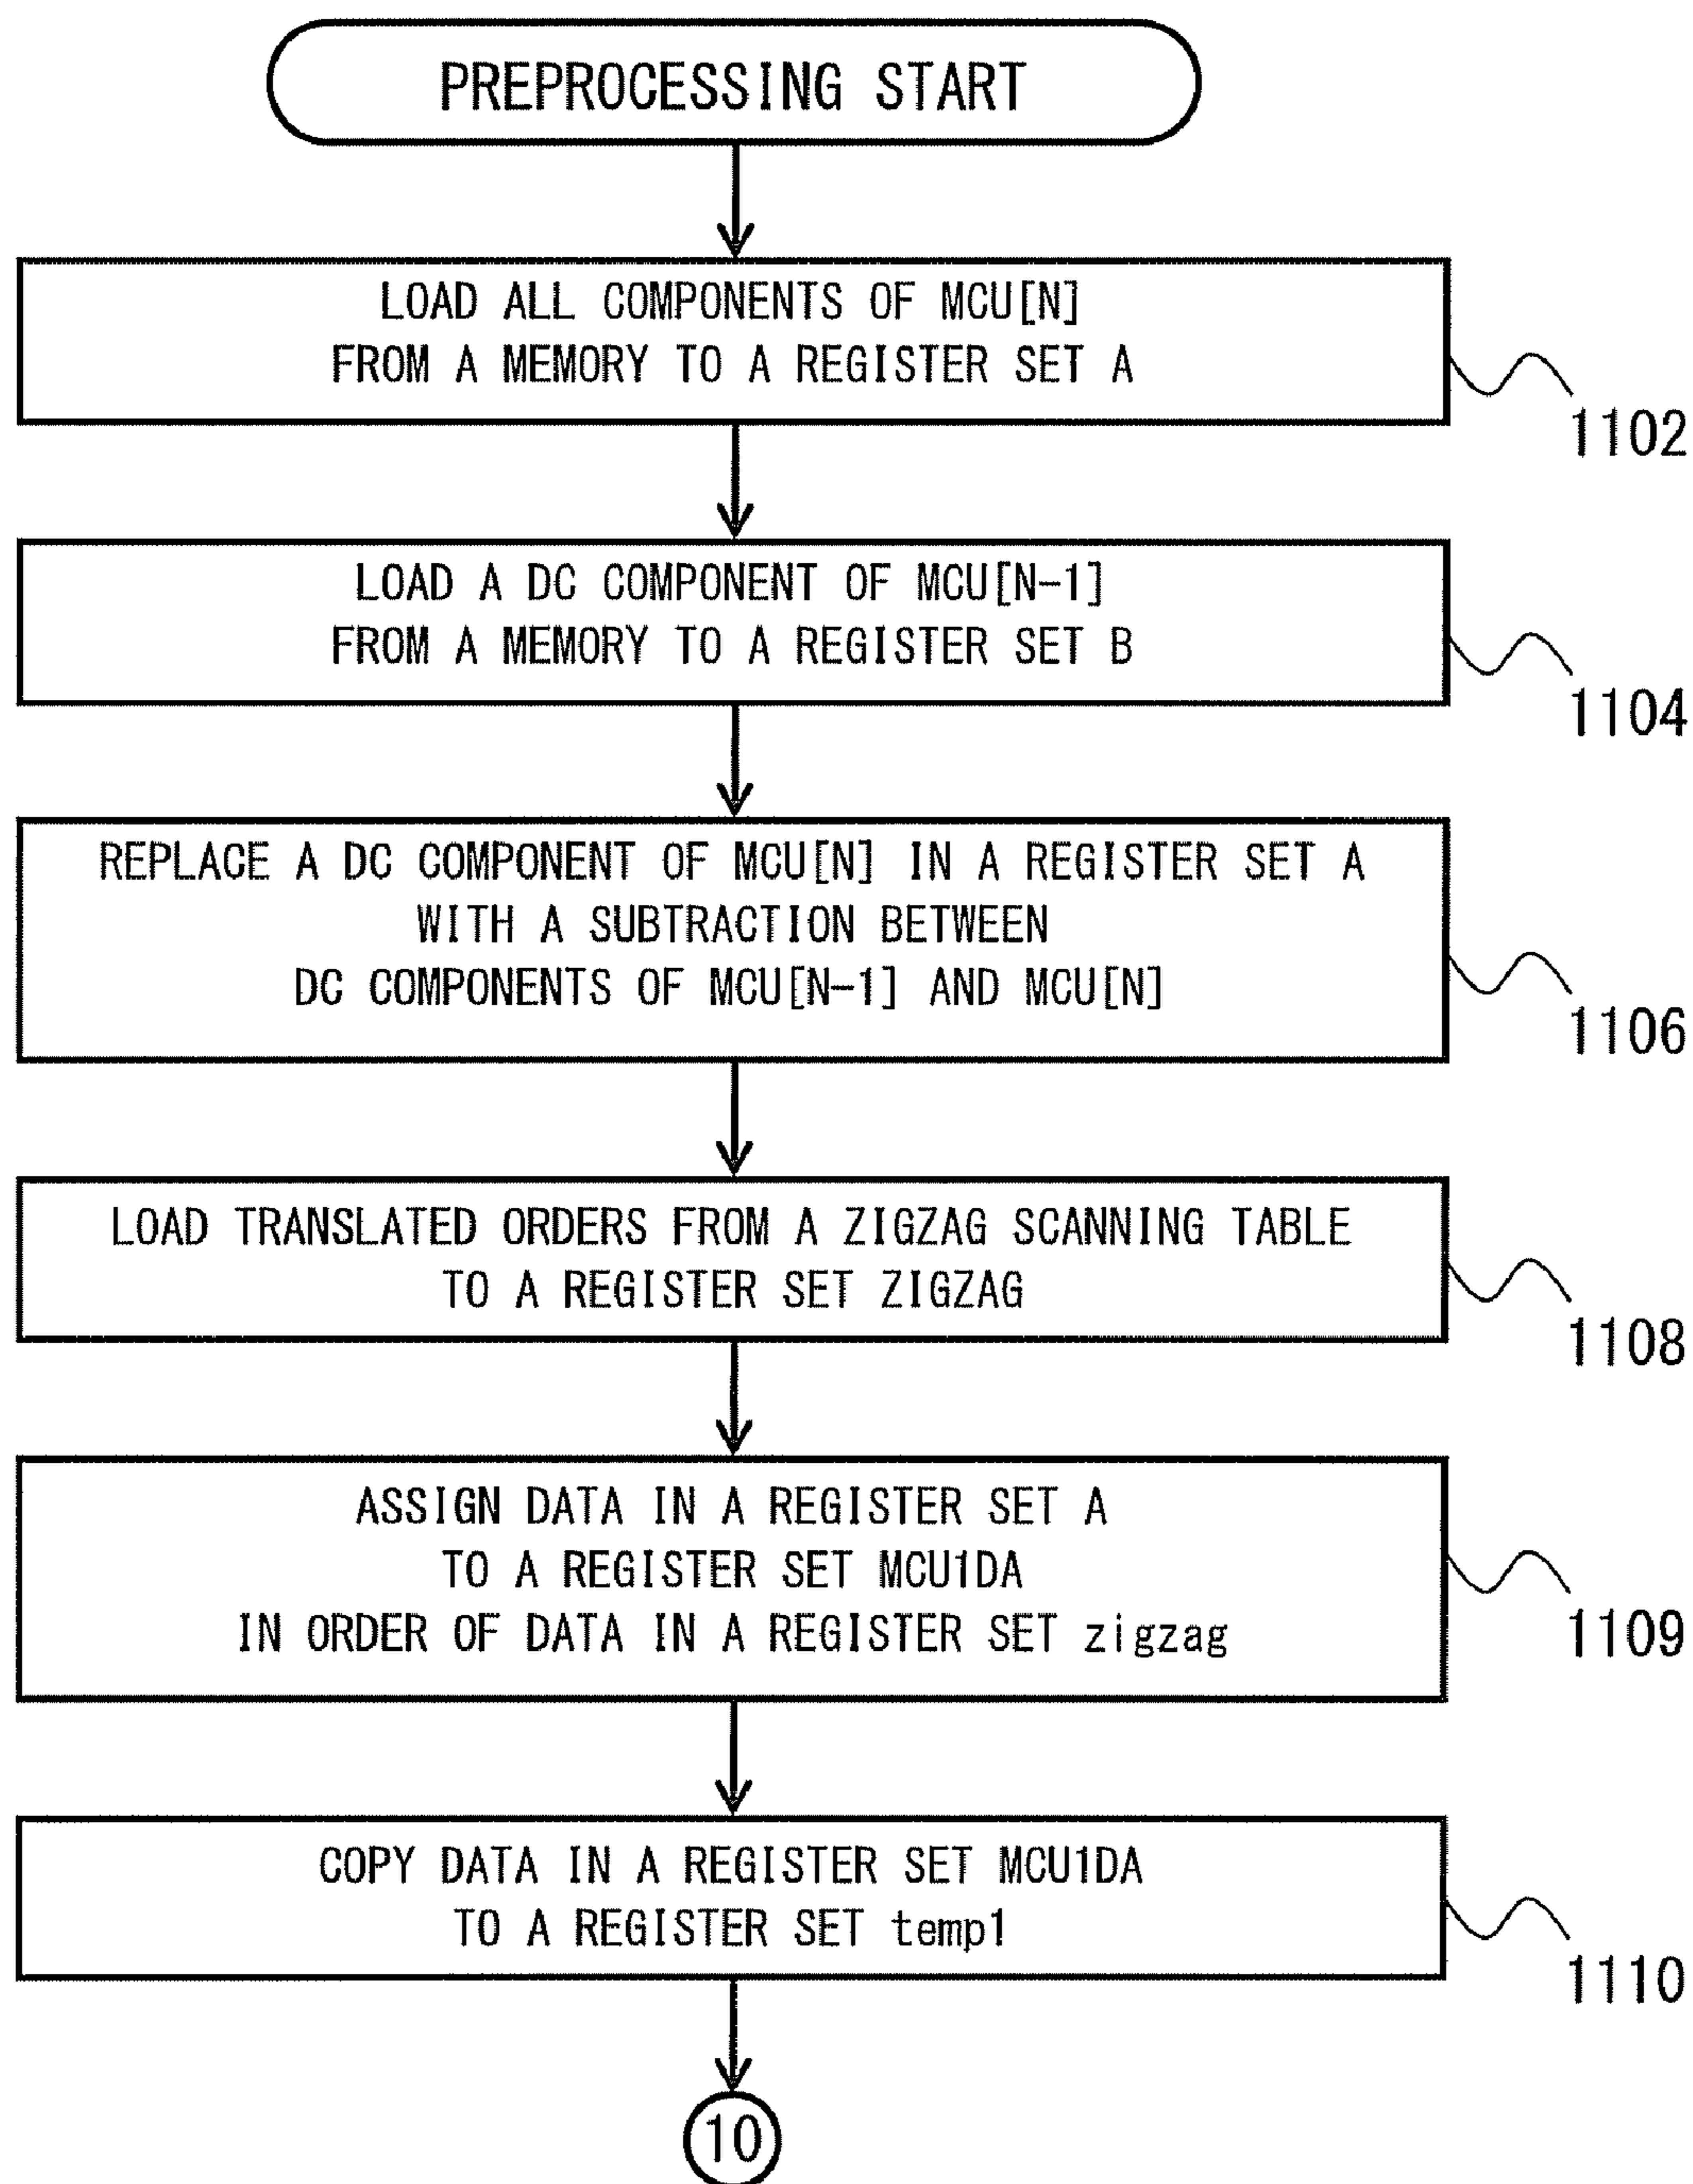 PREPROCESSING START
LOAD ALL COMPONENTS OF MCU[N]
FROM A MEMORY TO A REGISTER SET A
1102
LOAD A DC COMPONENT OF MCU[N-1]
FROM A MEMORY TO A REGISTER SET B
1104
REPLACE A DC COMPONENT OF MCU[N] IN A REGISTER SET A
WITH A SUBTRACTION BETWEEN
DC COMPONENTS OF MCU[N-1] AND MCU[N]
1106
LOAD TRANSLATED ORDERS FROM A ZIGZAG SCANNING TABLE
TO A REGISTER SET ZIGZAG
1108
ASSIGN DATA IN A REGISTER SET A
TO A REGISTER SET MCU1DA
IN ORDER OF DATA IN A REGISTER SET zigzag
1109
COPY DATA IN A REGISTER SET MCU1DA
TO A REGISTER SET temp1
1110
10